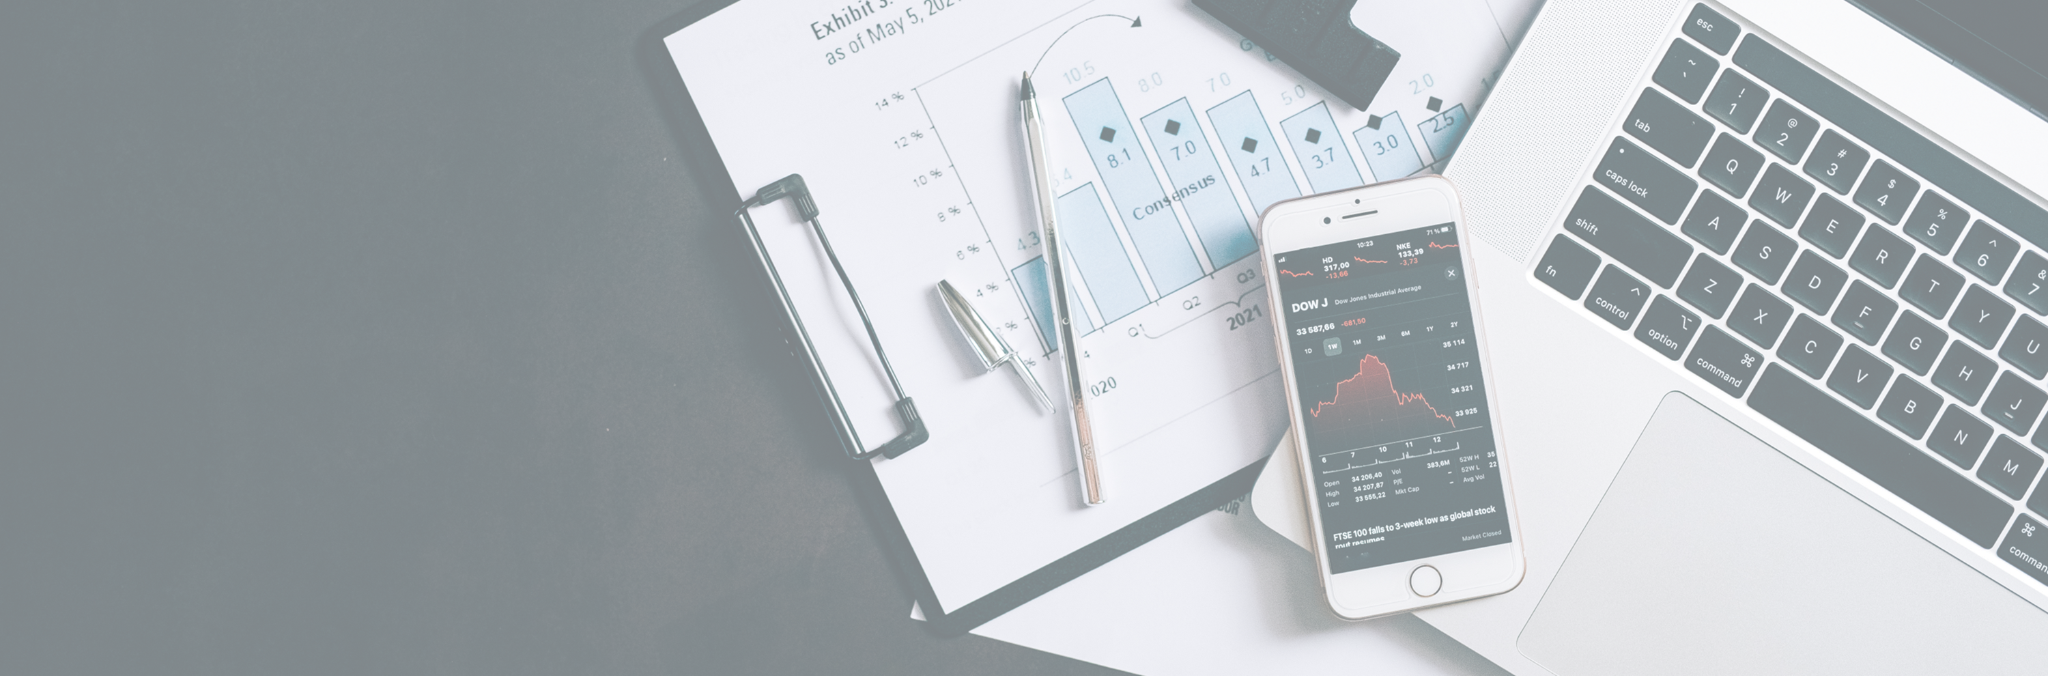 Exhibit 3.
as of May 5, 202
14 %
12 %
10 %
8 %
6 %
4 %
%
4.3
10.5
8.0
7.0
5.0
2.0
8.1
7.0
4.7
3.7
3.0
2.5
Consensus
Q1
Q2
Q3
2021
020
10:23
71 %
HD
317,00
-13,66
NKE
133,39
-3,73
DOW J Dow Jones Industrial Average
33 587,66 -681,50
1D 1W 1M 3M 6M 1Y 2Y
35 114
34 717
34 321
33 925
6 7 10 11 12
Open 34 206,40
High 34 207,87
Low 33 555,22
Vol 383,6M
P/E –
Mkt Cap –
52W H 35
52W L 22
Avg Vol
FTSE 100 falls to 3-week low as global stock
rout resumes
Market Closed
esc
~ `
! 1
@ 2
# 3
$ 4
% 5
^ 6
& 7
tab Q W E R T Y U
caps lock A S D F G H J
shift Z X C V B N M
fn control option command command